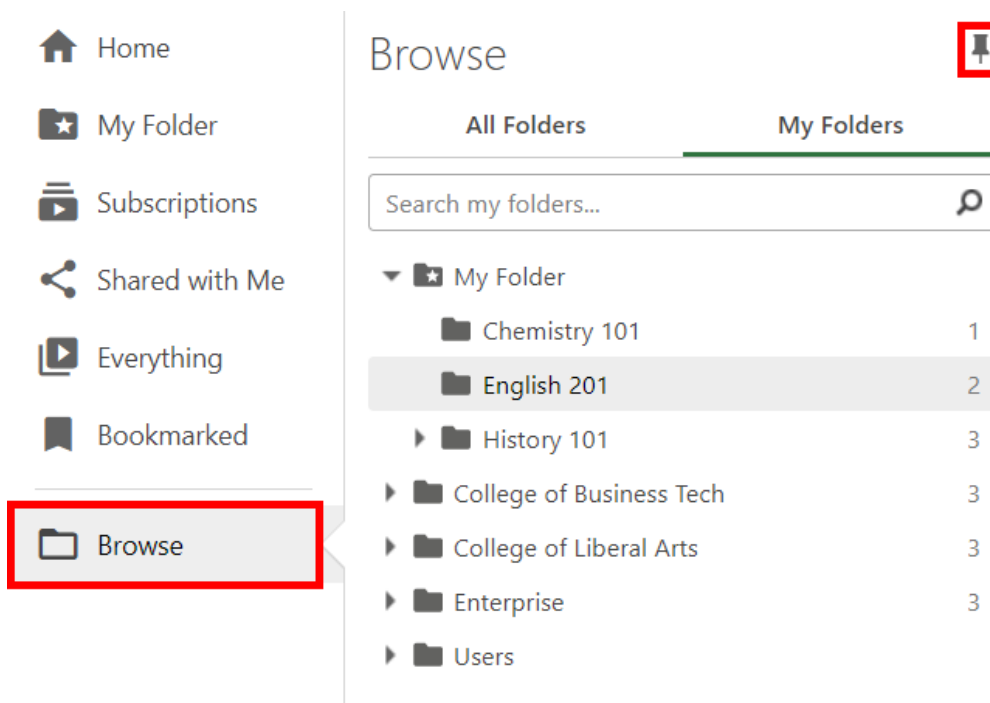 Home
My Folder
Subscriptions
Shared with Me
Everything
Bookmarked
Browse
Browse
All Folders My Folders
Search my folders...
My Folder
Chemistry 101 1
English 201 2
History 101 3
College of Business Tech 3
College of Liberal Arts 3
Enterprise 3
Users